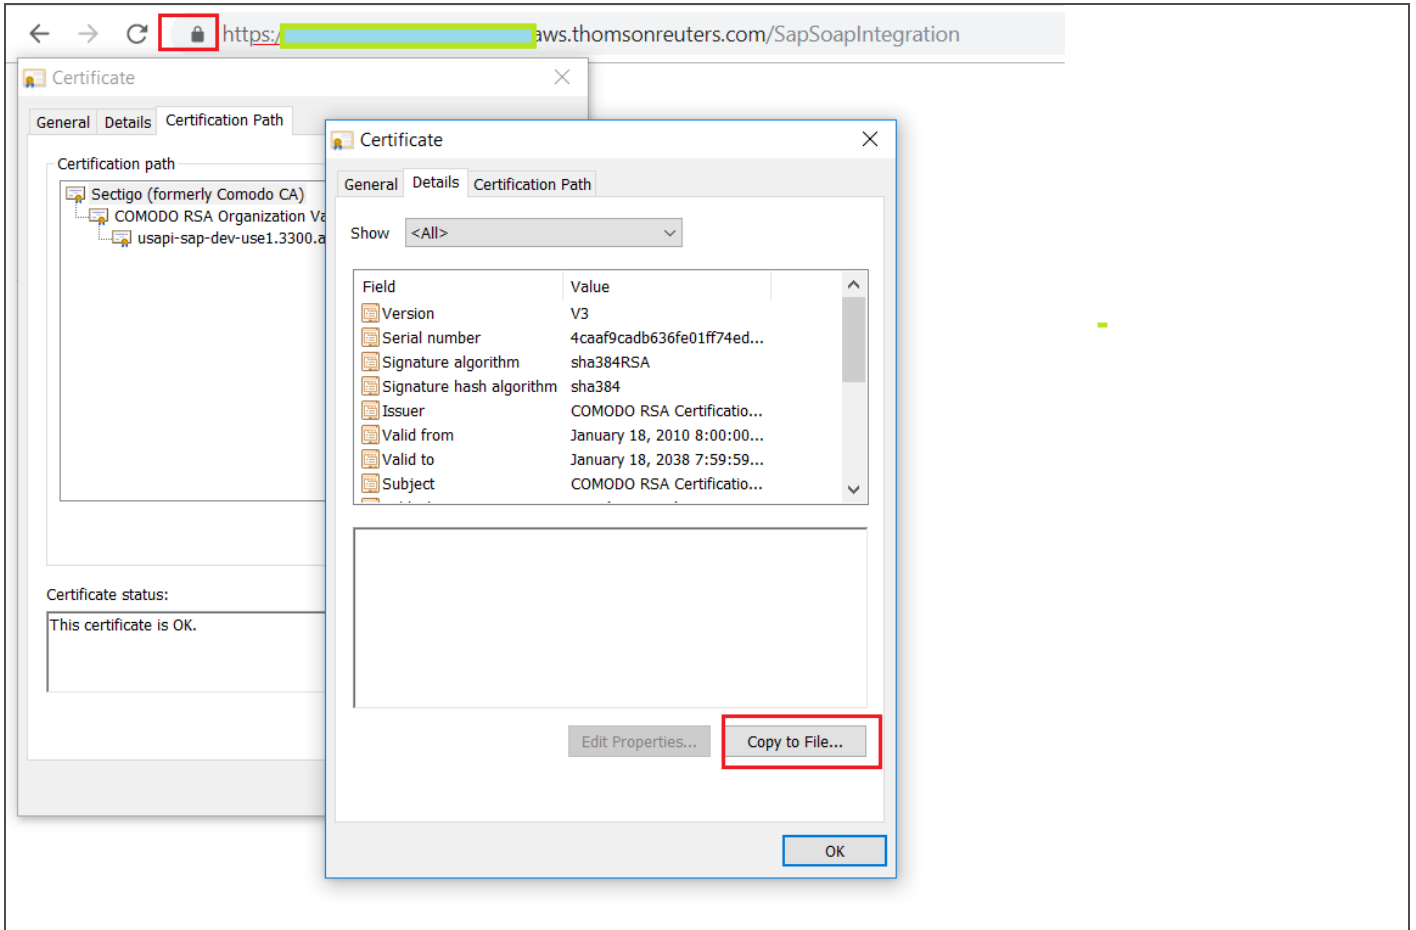 https:/ aws.thomsonreuters.com/SapSoapIntegration
Certificate
General Details Certification Path
Certification path
Sectigo (formerly Comodo CA)
COMODO RSA Organization Va
usapi-sap-dev-use1.3300.a
Certificate status:
This certificate is OK.
Certificate
General Details Certification Path
Show <All>
Field Value
Version V3
Serial number 4caaf9cadb636fe01ff74ed...
Signature algorithm sha384RSA
Signature hash algorithm sha384
Issuer COMODO RSA Certificatio...
Valid from January 18, 2010 8:00:00...
Valid to January 18, 2038 7:59:59...
Subject COMODO RSA Certificatio...
Edit Properties... Copy to File...
OK